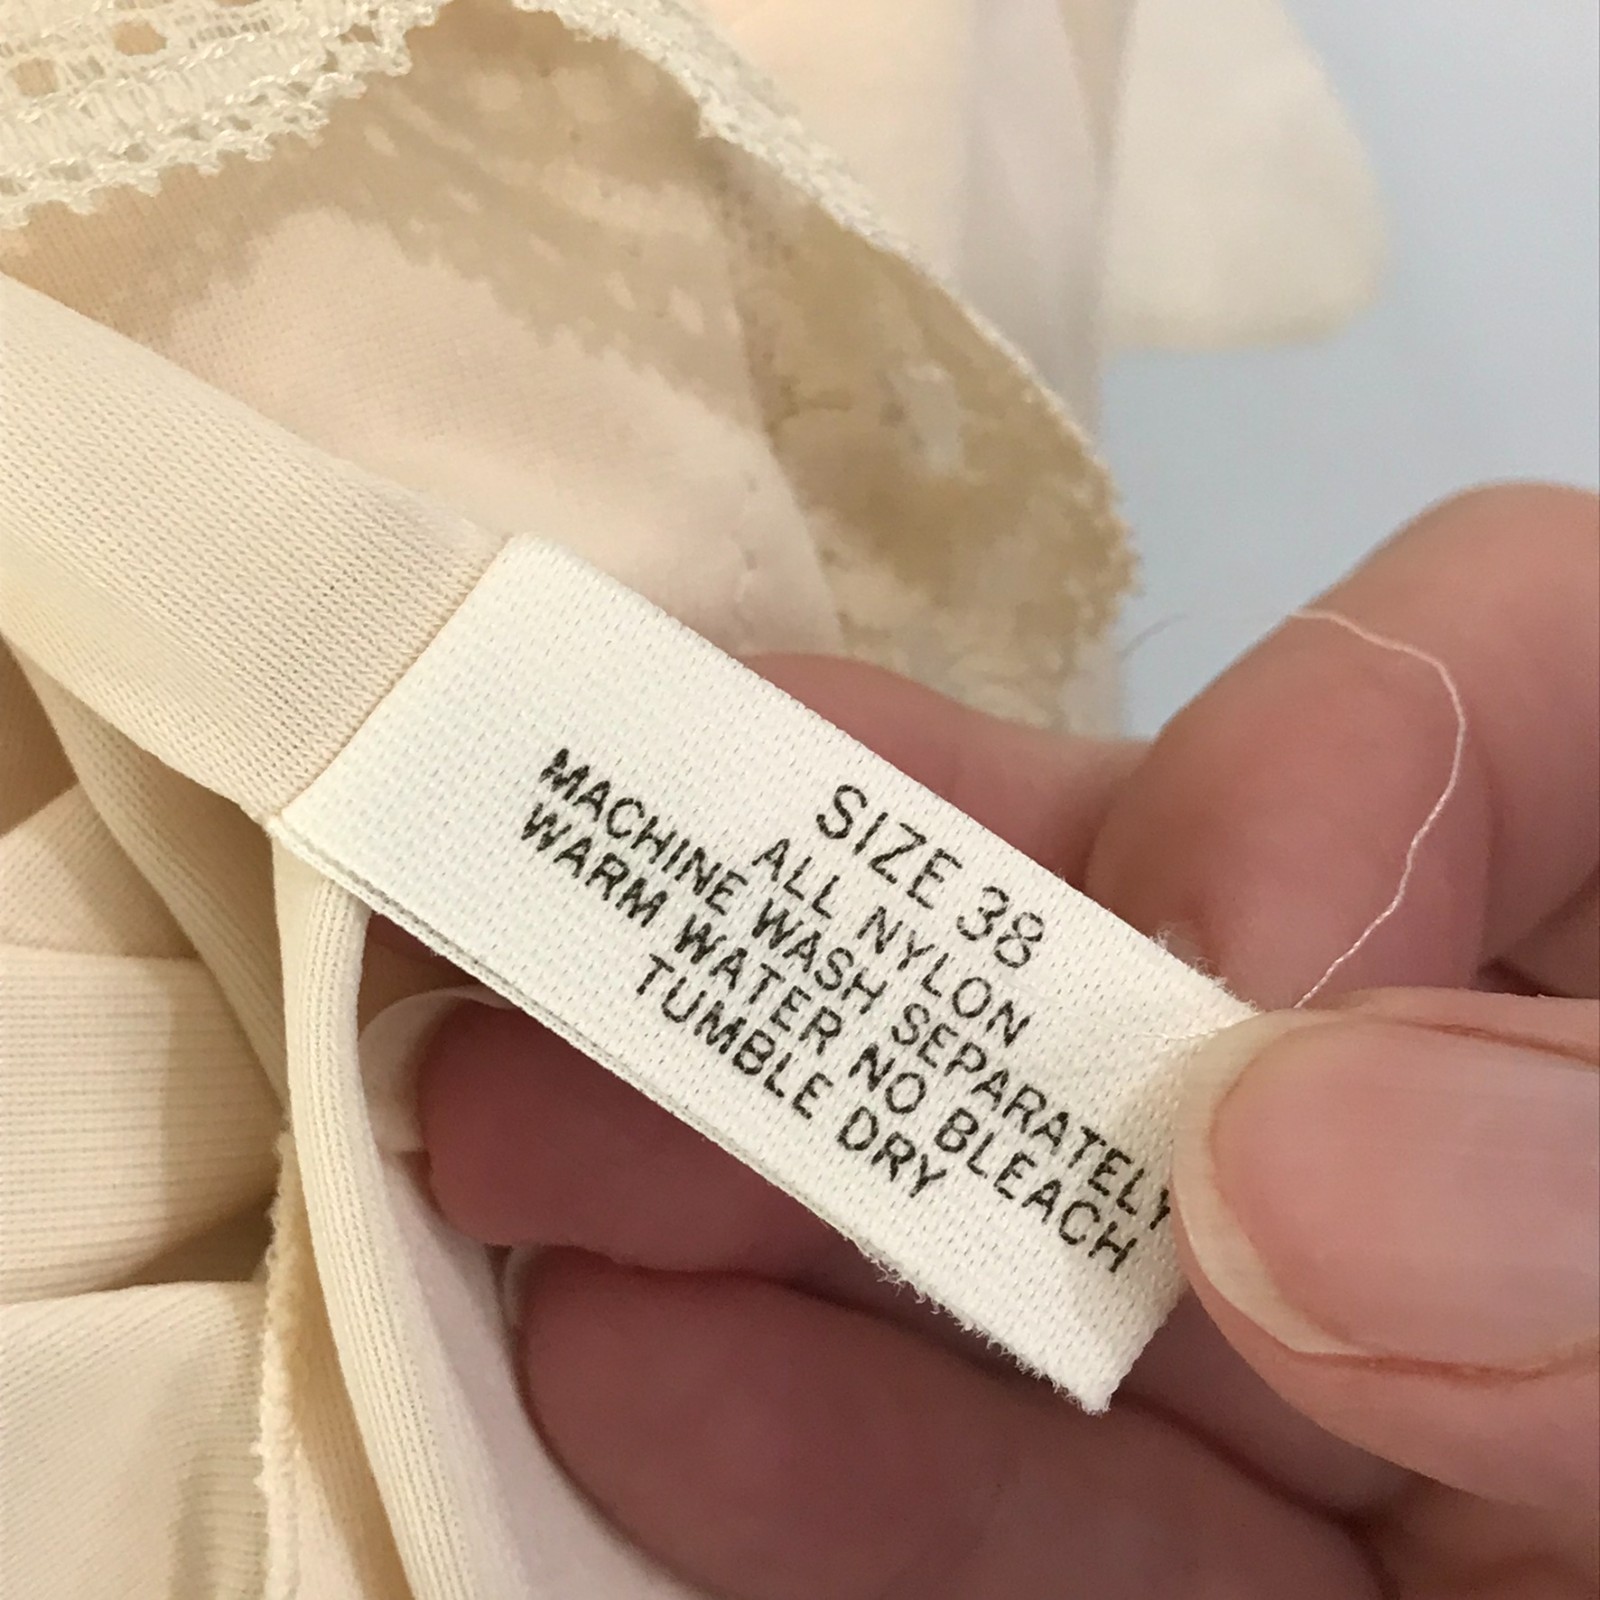 SIZE 38
ALL NYLON
MACHINE WASH SEPARATELY
WARM WATER NO BLEACH
TUMBLE DRY